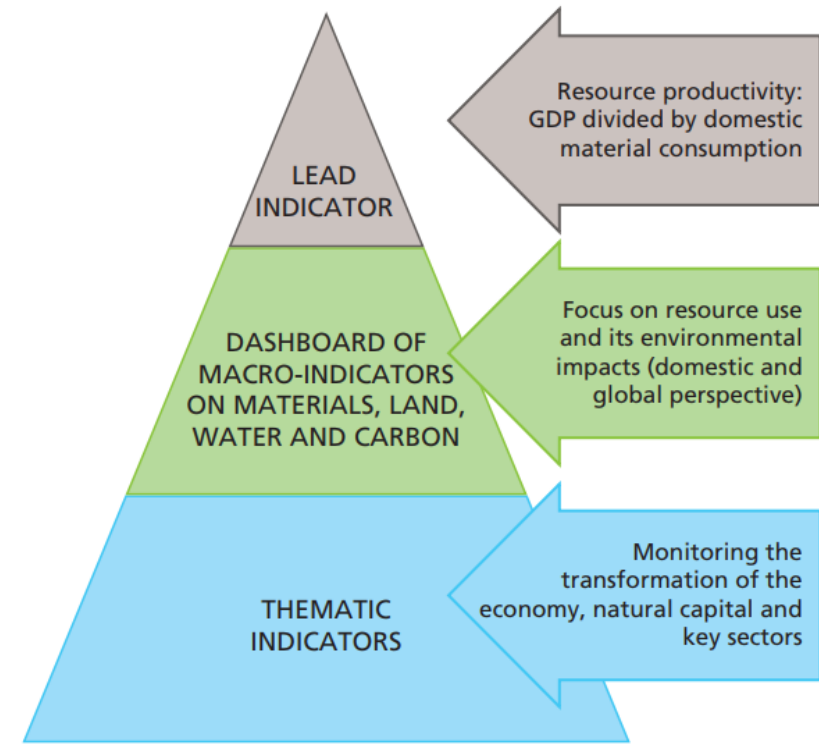 LEAD
INDICATOR
Resource productivity:
GDP divided by domestic
material consumption
DASHBOARD OF
MACRO-INDICATORS
ON MATERIALS, LAND,
WATER AND CARBON
Focus on resource use
and its environmental
impacts (domestic and
global perspective)
THEMATIC
INDICATORS
Monitoring the
transformation of the
economy, natural capital and
key sectors